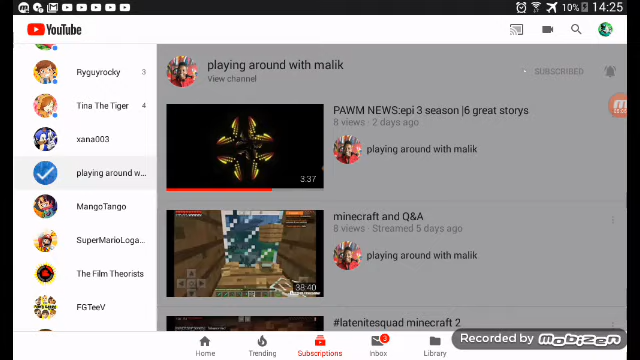 10% 14:25
YouTube
Ryguyrocky 3
Tina The Tiger 4
xana003
playing around w...
MangoTango
SuperMarioLoga...
The Film Theorists
FGTeeV
playing around with malik
View channel
SUBSCRIBED
3:37
PAWM NEWS:epi 3 season |6 great storys
8 views · 2 days ago
playing around with malik
38:40
minecraft and Q&A
8 views · Streamed 5 days ago
playing around with malik
#latenitesquad minecraft 2
Home
Trending
Subscriptions
3
Inbox
Library
Recorded by
mobizen